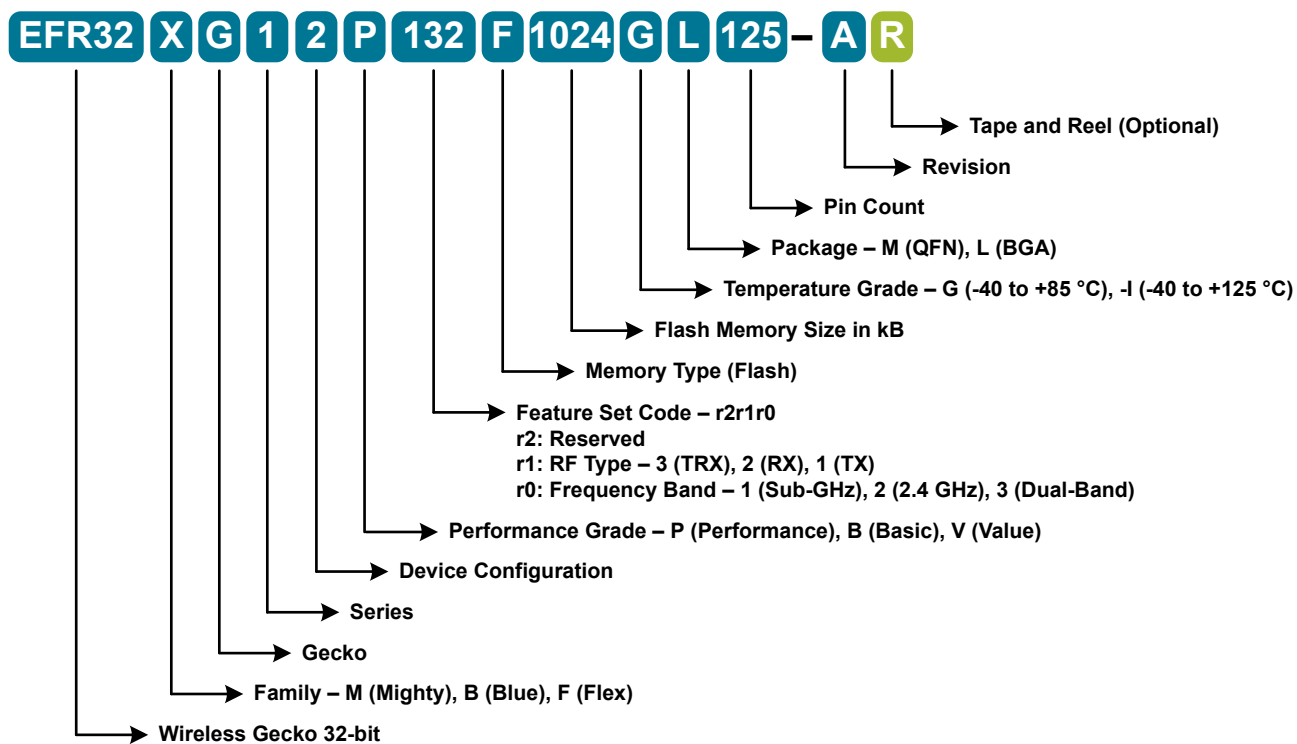 EFR32 X G 1 2 P 132 F 1024 G L 125 – A R
Tape and Reel (Optional)
Revision
Pin Count
Package – M (QFN), L (BGA)
Temperature Grade – G (-40 to +85 °C), -I (-40 to +125 °C)
Flash Memory Size in kB
Memory Type (Flash)
Feature Set Code – r2r1r0
r2: Reserved
r1: RF Type – 3 (TRX), 2 (RX), 1 (TX)
r0: Frequency Band – 1 (Sub-GHz), 2 (2.4 GHz), 3 (Dual-Band)
Performance Grade – P (Performance), B (Basic), V (Value)
Device Configuration
Series
Gecko
Family – M (Mighty), B (Blue), F (Flex)
Wireless Gecko 32-bit